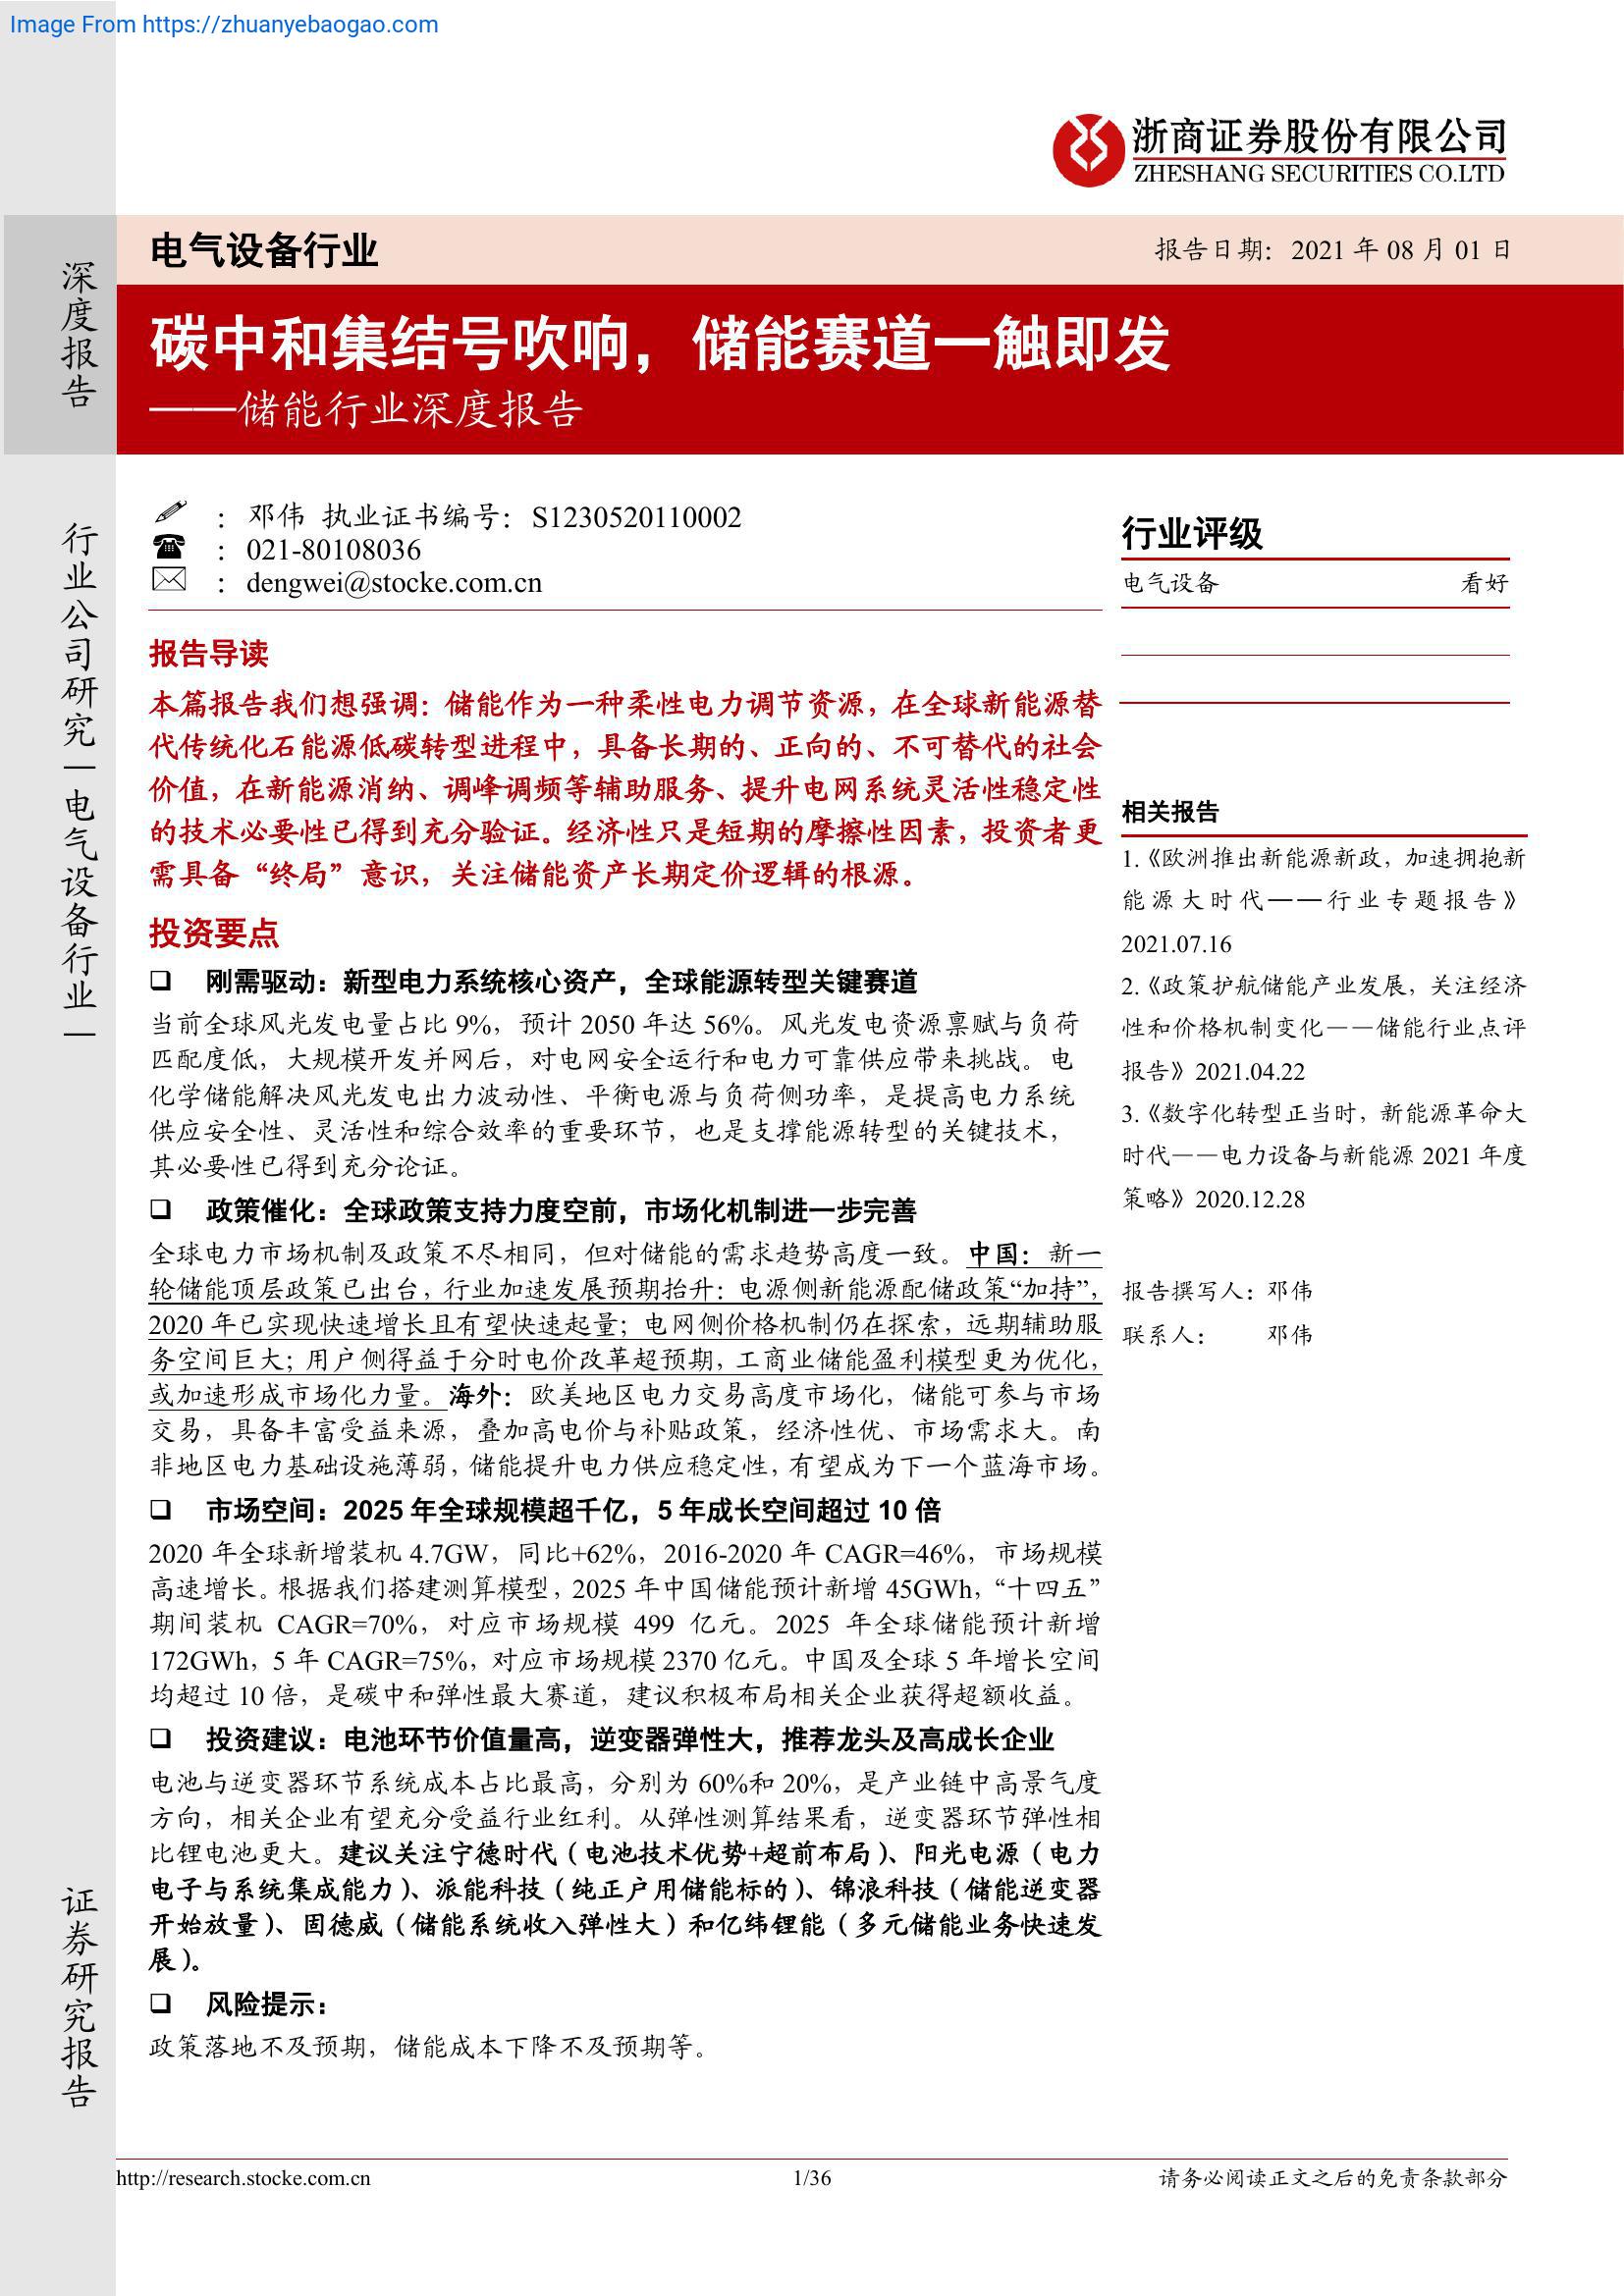 Image From https://zhuanyebaogao.com
浙商证券股份有限公司
ZHESHANG SECURITIES CO.LTD
深度报告
电气设备行业
报告日期：2021 年 08 月 01 日
碳中和集结号吹响，储能赛道一触即发
——储能行业深度报告
行业公司研究｜电气设备行业｜
证券研究报告
：邓伟 执业证书编号：S1230520110002
：021-80108036
：dengwei@stocke.com.cn
报告导读
本篇报告我们想强调：储能作为一种柔性电力调节资源，在全球新能源替
代传统化石能源低碳转型进程中，具备长期的、正向的、不可替代的社会
价值，在新能源消纳、调峰调频等辅助服务、提升电网系统灵活性稳定性
的技术必要性已得到充分验证。经济性只是短期的摩擦性因素，投资者更
需具备“终局”意识，关注储能资产长期定价逻辑的根源。
投资要点
❑ 刚需驱动：新型电力系统核心资产，全球能源转型关键赛道
当前全球风光发电量占比 9%，预计 2050 年达 56%。风光发电资源禀赋与负荷
匹配度低，大规模开发并网后，对电网安全运行和电力可靠供应带来挑战。电
化学储能解决风光发电出力波动性、平衡电源与负荷侧功率，是提高电力系统
供应安全性、灵活性和综合效率的重要环节，也是支撑能源转型的关键技术，
其必要性已得到充分论证。
❑ 政策催化：全球政策支持力度空前，市场化机制进一步完善
全球电力市场机制及政策不尽相同，但对储能的需求趋势高度一致。中国：新一
轮储能顶层政策已出台，行业加速发展预期抬升：电源侧新能源配储政策“加持”，
2020 年已实现快速增长且有望快速起量；电网侧价格机制仍在探索，远期辅助服
务空间巨大；用户侧得益于分时电价改革超预期，工商业储能盈利模型更为优化，
或加速形成市场化力量。海外：欧美地区电力交易高度市场化，储能可参与市场
交易，具备丰富受益来源，叠加高电价与补贴政策，经济性优、市场需求大。南
非地区电力基础设施薄弱，储能提升电力供应稳定性，有望成为下一个蓝海市场。
❑ 市场空间：2025 年全球规模超千亿，5 年成长空间超过 10 倍
2020 年全球新增装机 4.7GW，同比+62%，2016-2020 年 CAGR=46%，市场规模
高速增长。根据我们搭建测算模型，2025 年中国储能预计新增 45GWh，“十四五”
期间装机 CAGR=70%，对应市场规模 499 亿元。2025 年全球储能预计新增
172GWh，5 年 CAGR=75%，对应市场规模 2370 亿元。中国及全球 5 年增长空间
均超过 10 倍，是碳中和弹性最大赛道，建议积极布局相关企业获得超额收益。
❑ 投资建议：电池环节价值量高，逆变器弹性大，推荐龙头及高成长企业
电池与逆变器环节系统成本占比最高，分别为 60%和 20%，是产业链中高景气度
方向，相关企业有望充分受益行业红利。从弹性测算结果看，逆变器环节弹性相
比锂电池更大。建议关注宁德时代（电池技术优势+超前布局）、阳光电源（电力
电子与系统集成能力）、派能科技（纯正户用储能标的）、锦浪科技（储能逆变器
开始放量）、固德威（储能系统收入弹性大）和亿纬锂能（多元储能业务快速发
展）。
❑ 风险提示：
政策落地不及预期，储能成本下降不及预期等。
行业评级
电气设备 看好
相关报告
1.《欧洲推出新能源新政，加速拥抱新
能源大时代——行业专题报告》
2021.07.16
2.《政策护航储能产业发展，关注经济
性和价格机制变化——储能行业点评
报告》2021.04.22
3.《数字化转型正当时，新能源革命大
时代——电力设备与新能源 2021 年度
策略》2020.12.28
报告撰写人：邓伟
联系人： 邓伟
http://research.stocke.com.cn
1/36
请务必阅读正文之后的免责条款部分